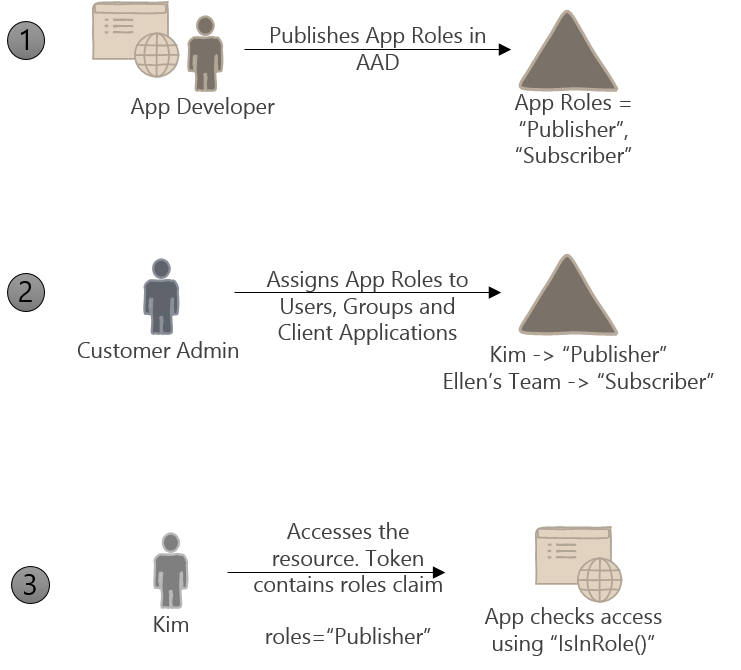 1
Publishes App Roles in
AAD
App Developer
App Roles =
“Publisher”,
“Subscriber”
2
Assigns App Roles to
Users, Groups and
Client Applications
Customer Admin
Kim -> “Publisher”
Ellen’s Team -> “Subscriber”
3
Accesses the
resource. Token
contains roles claim
roles=“Publisher”
Kim
App checks access
using “IsInRole()”